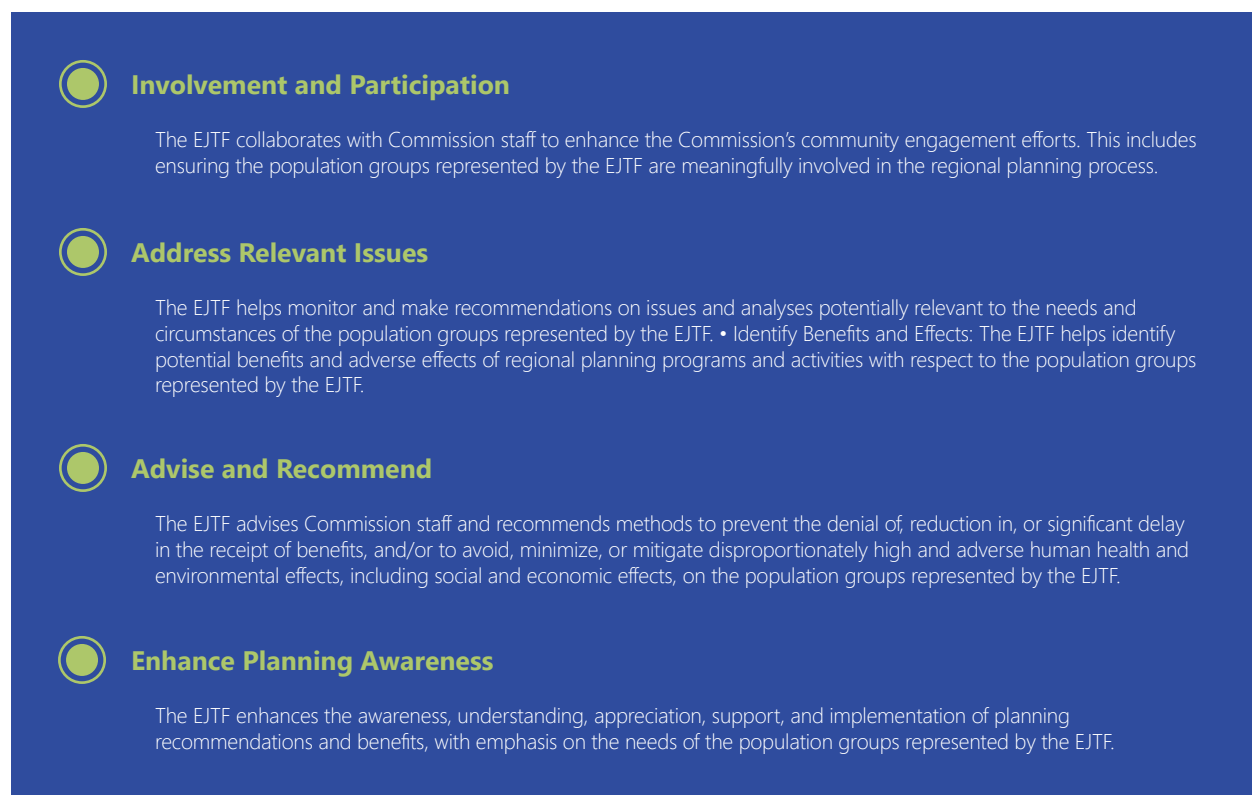 Involvement and Participation
The EJTF collaborates with Commission staff to enhance the Commission’s community engagement efforts. This includes
ensuring the population groups represented by the EJTF are meaningfully involved in the regional planning process.
Address Relevant Issues
The EJTF helps monitor and make recommendations on issues and analyses potentially relevant to the needs and
circumstances of the population groups represented by the EJTF. • Identify Benefits and Effects: The EJTF helps identify
potential benefits and adverse effects of regional planning programs and activities with respect to the population groups
represented by the EJTF.
Advise and Recommend
The EJTF advises Commission staff and recommends methods to prevent the denial of, reduction in, or significant delay
in the receipt of benefits, and/or to avoid, minimize, or mitigate disproportionately high and adverse human health and
environmental effects, including social and economic effects, on the population groups represented by the EJTF.
Enhance Planning Awareness
The EJTF enhances the awareness, understanding, appreciation, support, and implementation of planning
recommendations and benefits, with emphasis on the needs of the population groups represented by the EJTF.